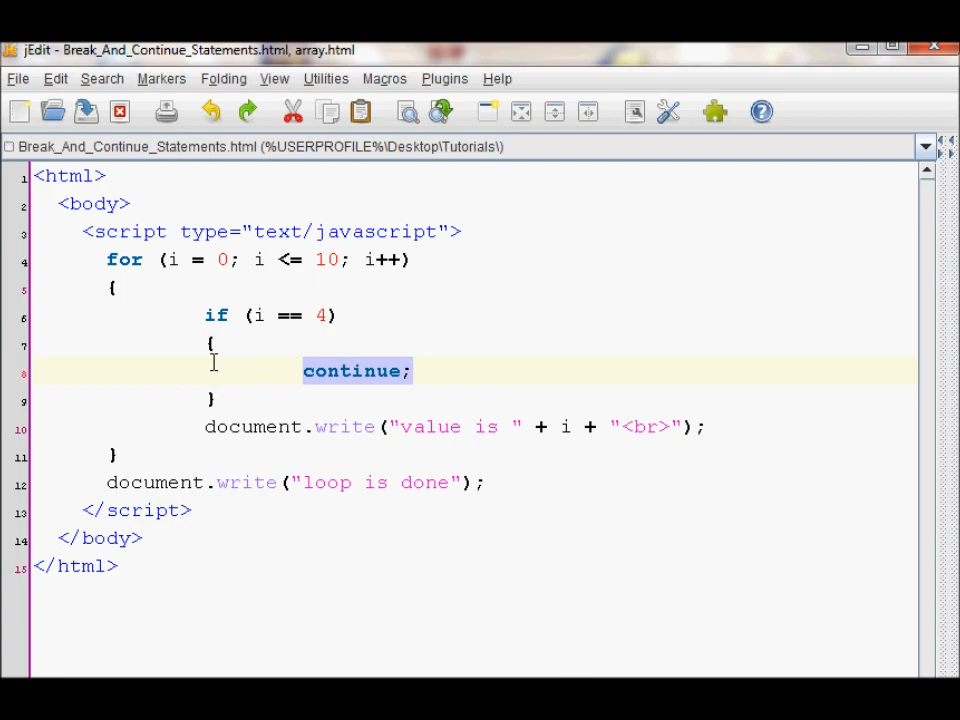 jEdit - Break_And_Continue_Statements.html, array.html
File Edit Search Markers Folding View Utilities Macros Plugins Help
Break_And_Continue_Statements.html (%USERPROFILE%\Desktop\Tutorials\)
1 <html>
2 <body>
3 <script type="text/javascript">
4 for (i = 0; i <= 10; i++)
5 {
6 if (i == 4)
7 {
8 continue;
9 }
10 document.write("value is " + i + "<br>");
11 }
12 document.write("loop is done");
13 </script>
14 </body>
15 </html>